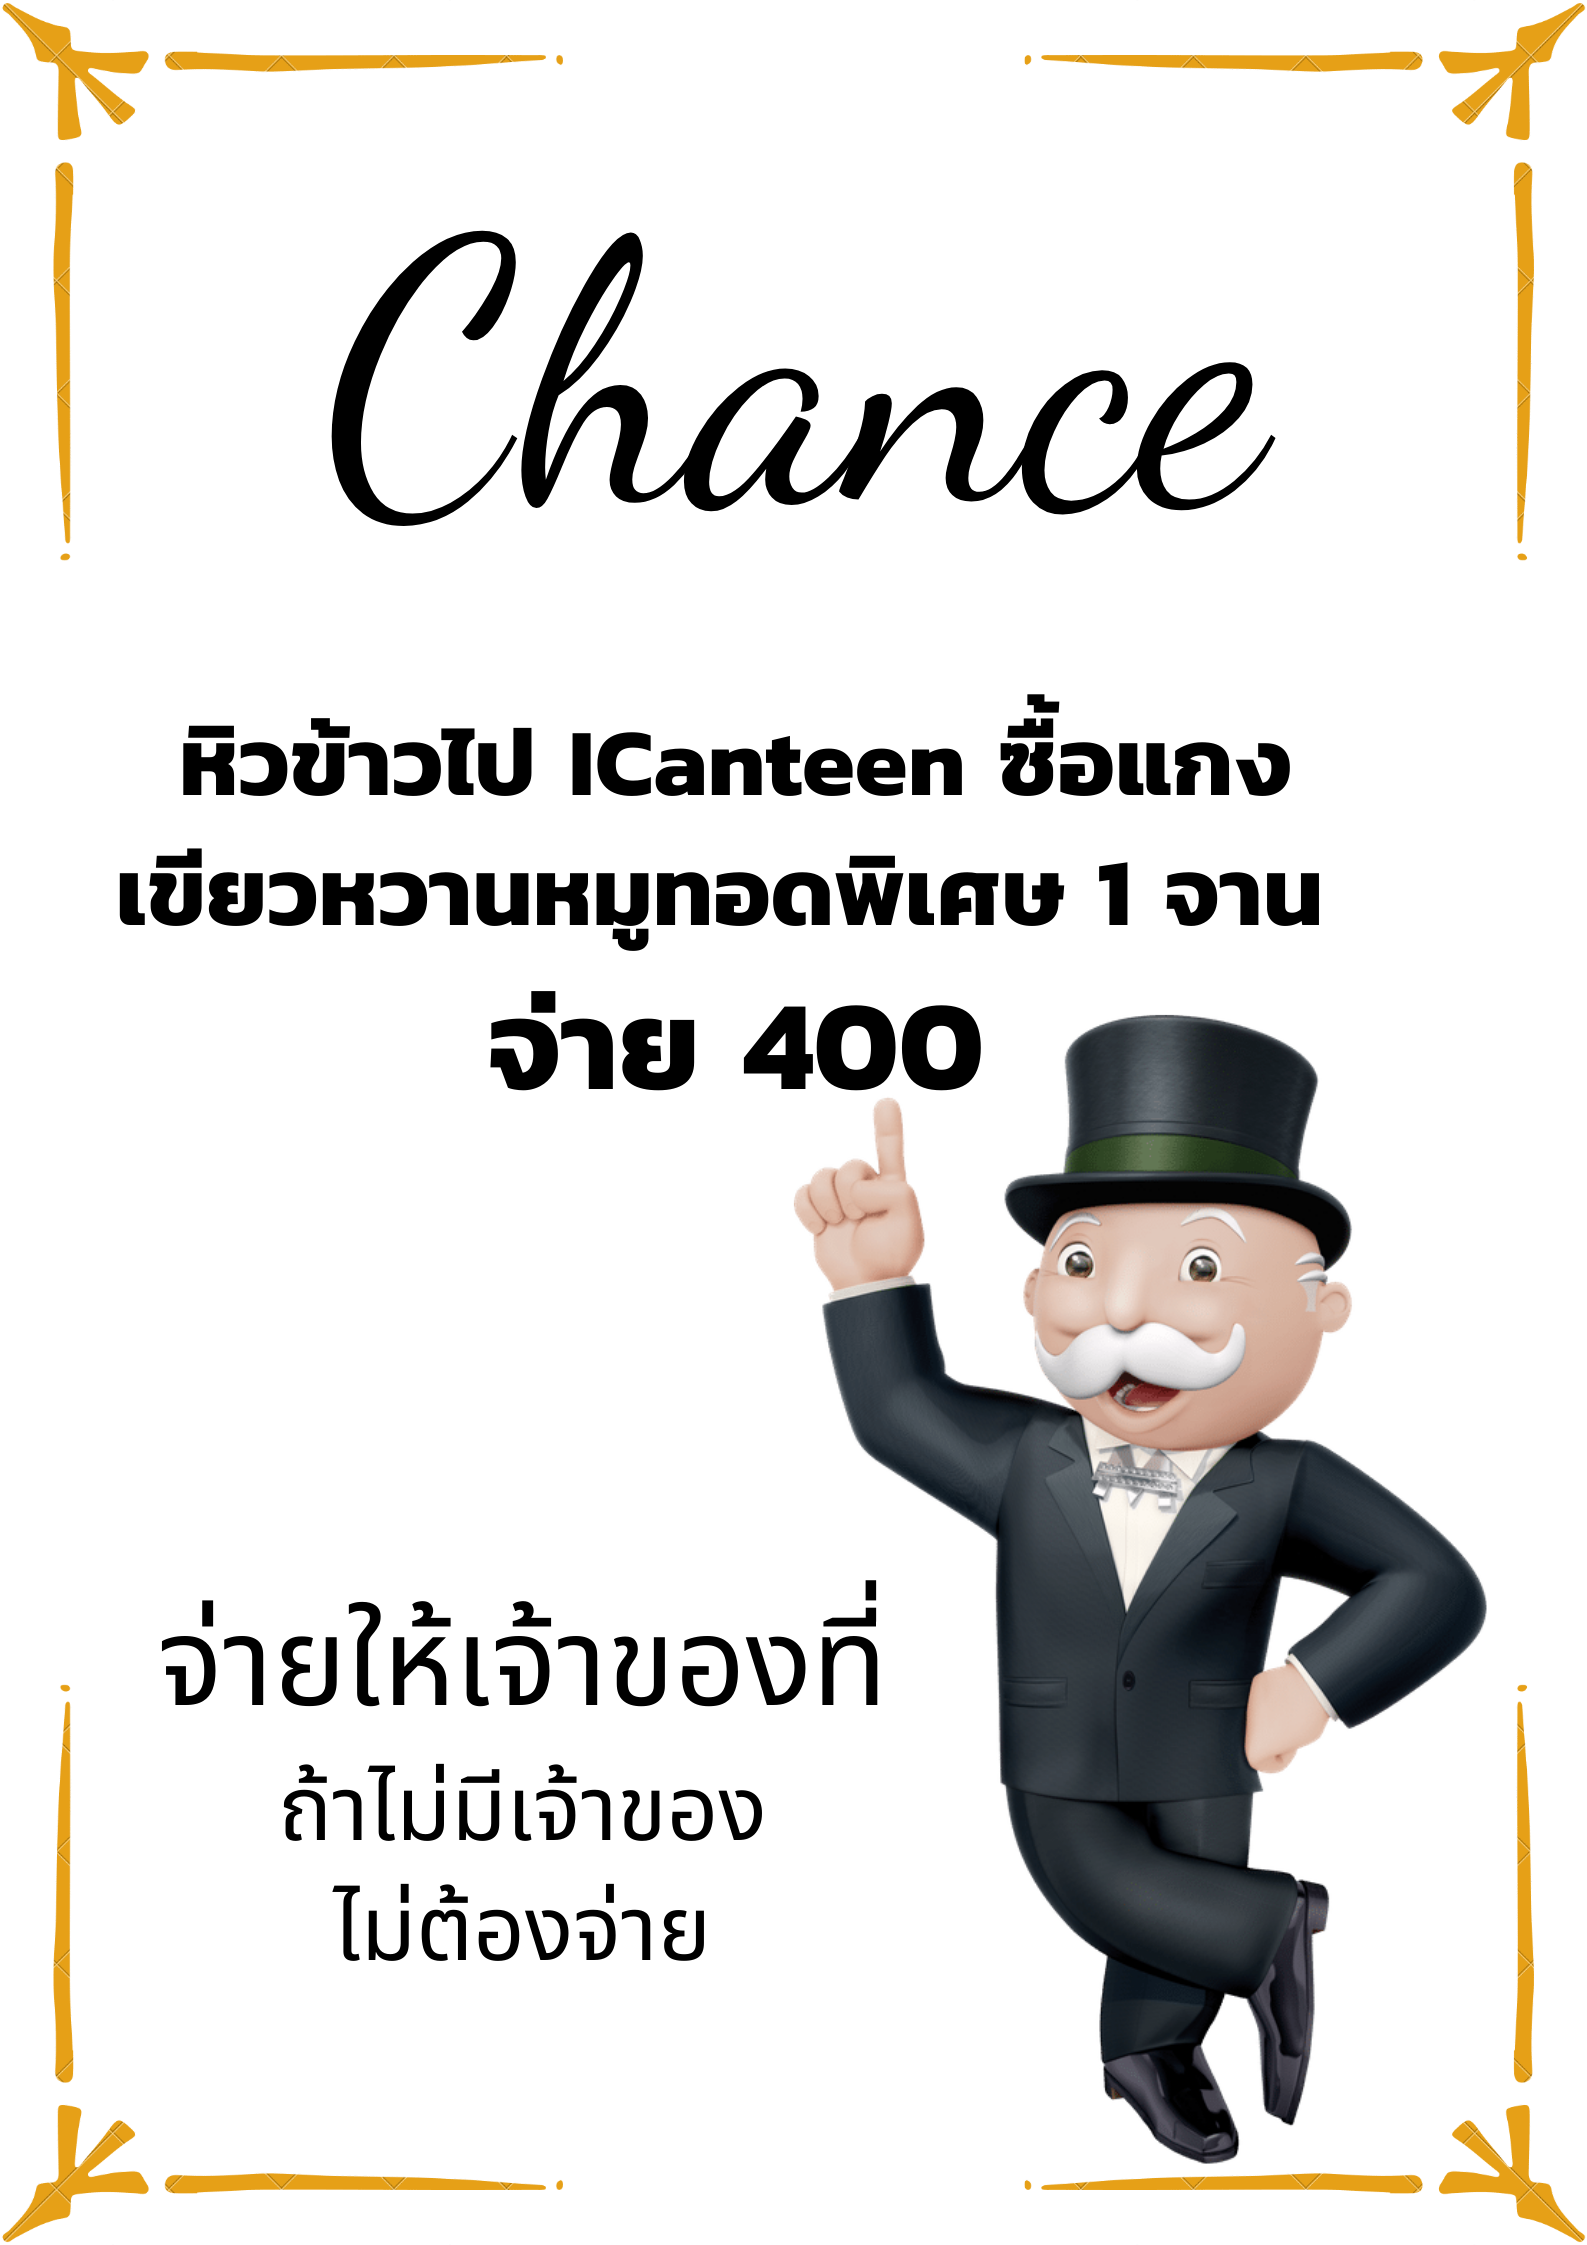 Chance
หิวข้าวไป ICanteen ซื้อแกง
เขียวหวานหมูทอดพิเศษ 1 จาน
จ่าย 400
จ่ายให้เจ้าของที่
ถ้าไม่มีเจ้าของ
ไม่ต้องจ่าย